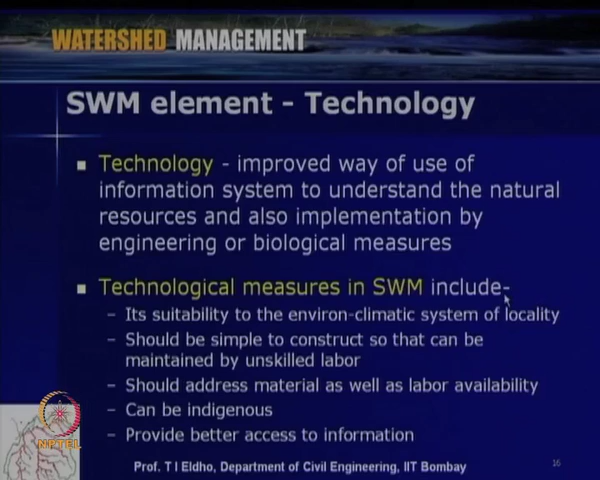 WATERSHED MANAGEMENT
SWM element - Technology
Technology - improved way of use of
information system to understand the natural
resources and also implementation by
engineering or biological measures
Technological measures in SWM include-
– Its suitability to the environ-climatic system of locality
– Should be simple to construct so that can be
maintained by unskilled labor
– Should address material as well as labor availability
– Can be indigenous
– Provide better access to information
NPTEL
Prof. T I Eldho, Department of Civil Engineering, IIT Bombay
16